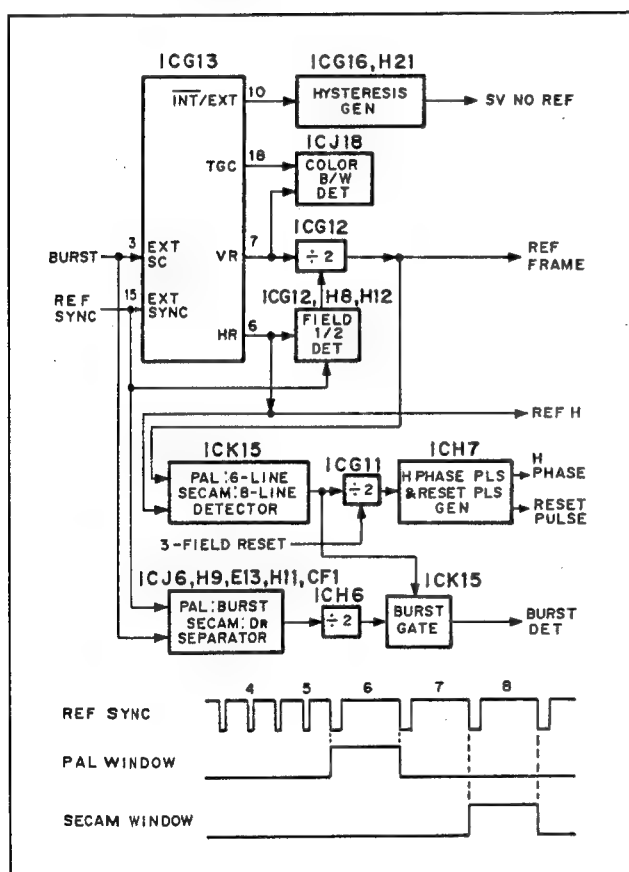 ICG13
ICG16, H21
INT/EXT
10
HYSTERESIS
GEN
SV NO REF
ICJ18
TGC
18
COLOR
B/W
DET
ICG12
BURST
3
EXT
SC
VR
7
÷ 2
REF
FRAME
ICG12, H8, H12
REF
SYNC
15
EXT
SYNC
HR
6
FIELD
1/2
DET
REF H
ICK15
PAL:6-LINE
SECAM:8-LINE
DETECTOR
ICG11
÷2
ICH7
H PHASE PLS
& RESET PLS
GEN
H
PHASE
RESET
PULSE
3-FIELD RESET
ICJ6, H9, E13, H11, CF1
PAL:BURST
SECAM:DR
SEPARATOR
ICH6
÷2
ICK15
BURST
GATE
BURST
DET
4 5 6 7 8
REF SYNC
PAL WINDOW
SECAM WINDOW